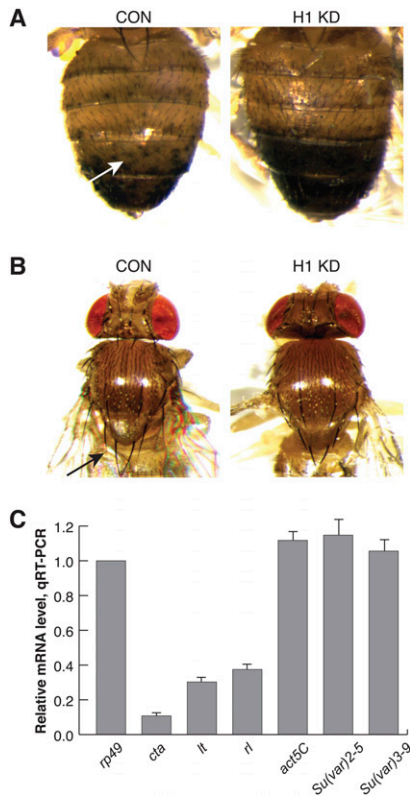 A
CON
H1 KD
B
CON
H1 KD
C
Relative mRNA level, qRT-PCR
1.2
1.0
0.8
0.6
0.4
0.2
0.0
rp49
cta
lt
rl
act5C
Su(var)2-5
Su(var)3-9